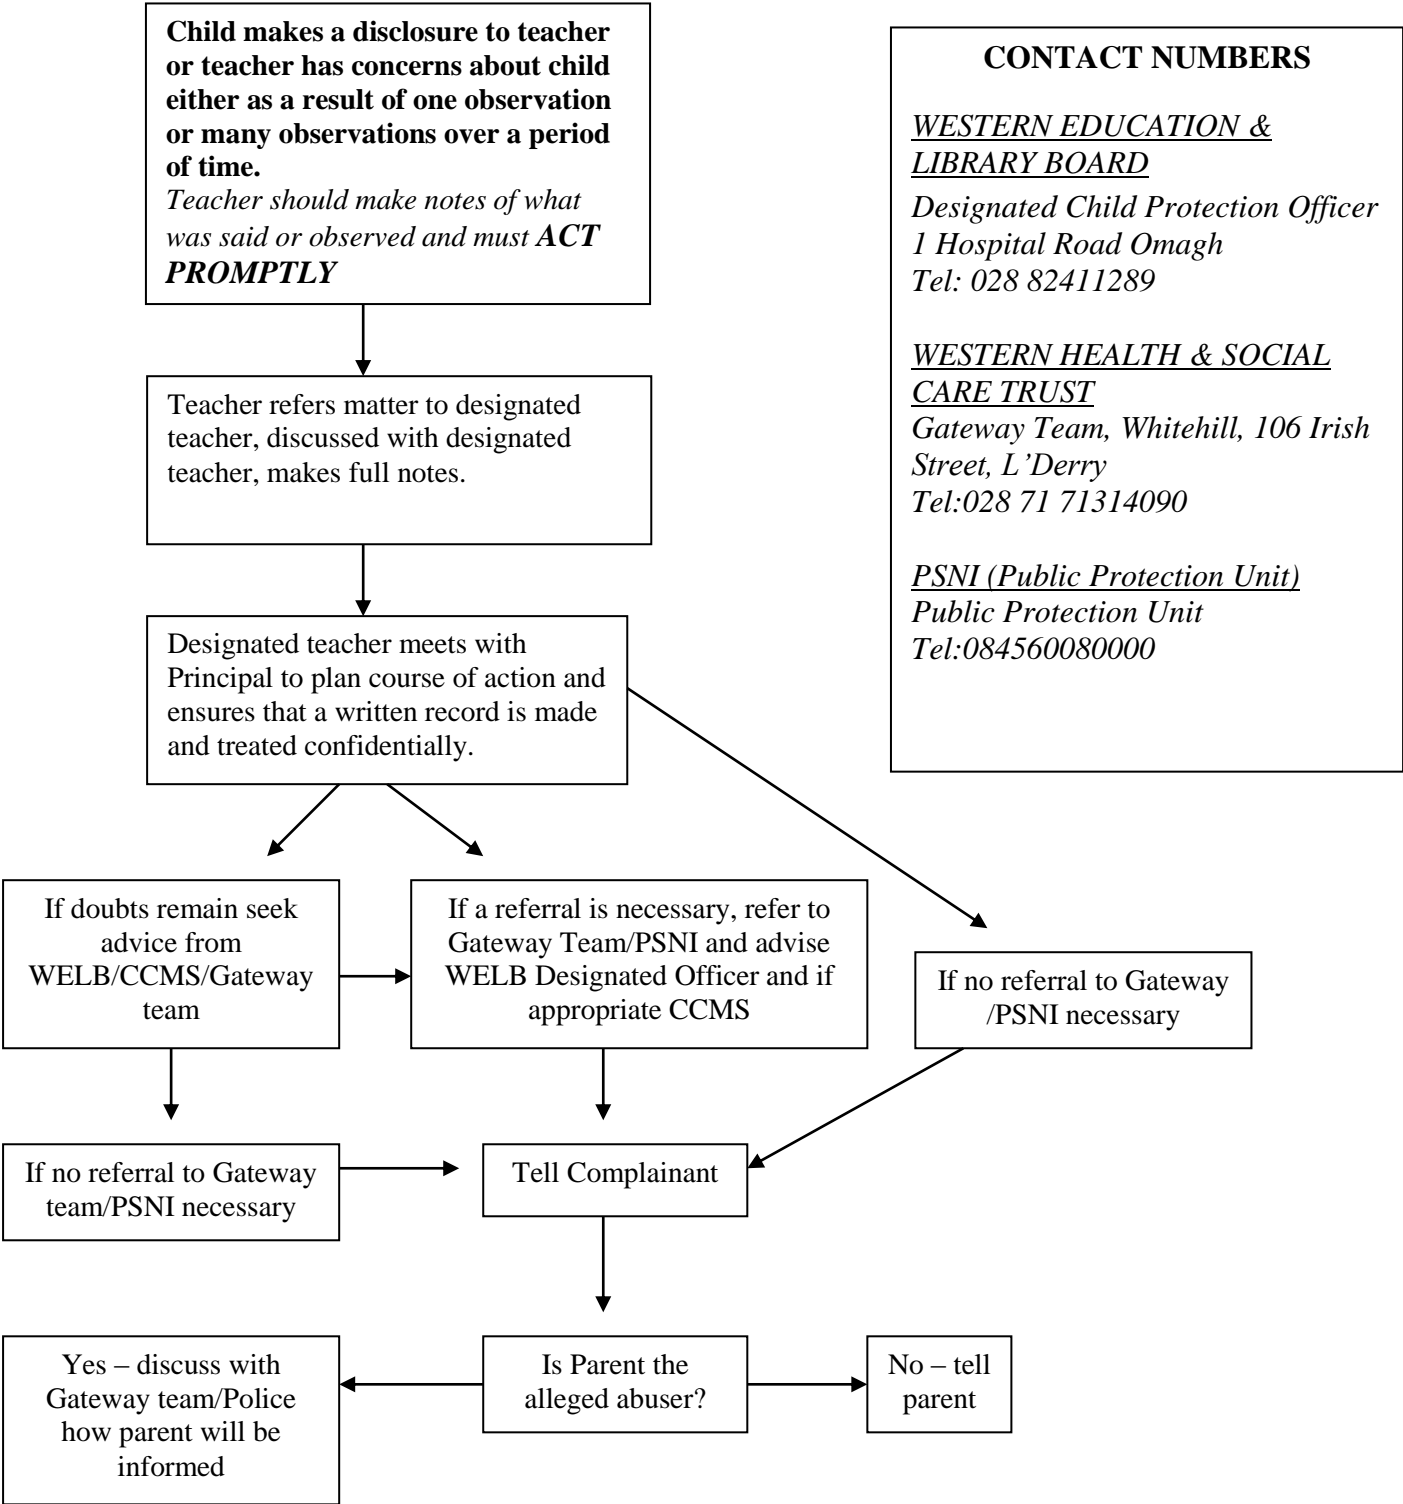 Child makes a disclosure to teacher
or teacher has concerns about child
either as a result of one observation
or many observations over a period
of time.
Teacher should make notes of what
was said or observed and must ACT
PROMPTLY
Teacher refers matter to designated
teacher, discussed with designated
teacher, makes full notes.
Designated teacher meets with
Principal to plan course of action and
ensures that a written record is made
and treated confidentially.
CONTACT NUMBERS
WESTERN EDUCATION &
LIBRARY BOARD
Designated Child Protection Officer
1 Hospital Road Omagh
Tel: 028 82411289
WESTERN HEALTH & SOCIAL
CARE TRUST
Gateway Team, Whitehill, 106 Irish
Street, L’Derry
Tel:028 71 71314090
PSNI (Public Protection Unit)
Public Protection Unit
Tel:084560080000
If doubts remain seek
advice from
WELB/CCMS/Gateway
team
If a referral is necessary, refer to
Gateway Team/PSNI and advise
WELB Designated Officer and if
appropriate CCMS
If no referral to Gateway
/PSNI necessary
If no referral to Gateway
team/PSNI necessary
Tell Complainant
Yes – discuss with
Gateway team/Police
how parent will be
informed
Is Parent the
alleged abuser?
No – tell
parent